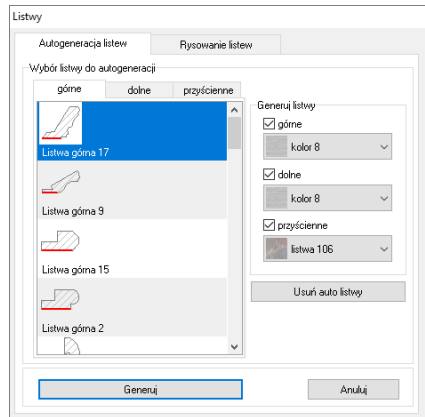 Listwy
Autogeneracja listew
Rysowanie listew
Wybór listwy do autogeneracji
górne
dolne
przyścienne
Listwa górna 17
Listwa górna 9
Listwa górna 15
Listwa górna 2
Generuj listwy
górne
kolor 8
dolne
kolor 8
przyścienne
listwa 106
Usuń auto listwy
Generuj
Anuluj